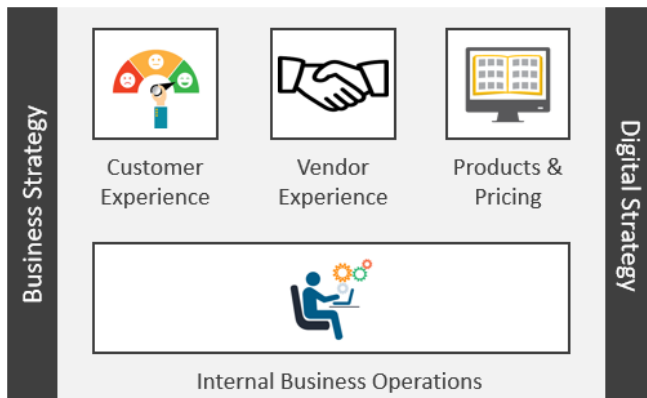 Business Strategy
Customer
Experience
Vendor
Experience
Products &
Pricing
Internal Business Operations
Digital Strategy